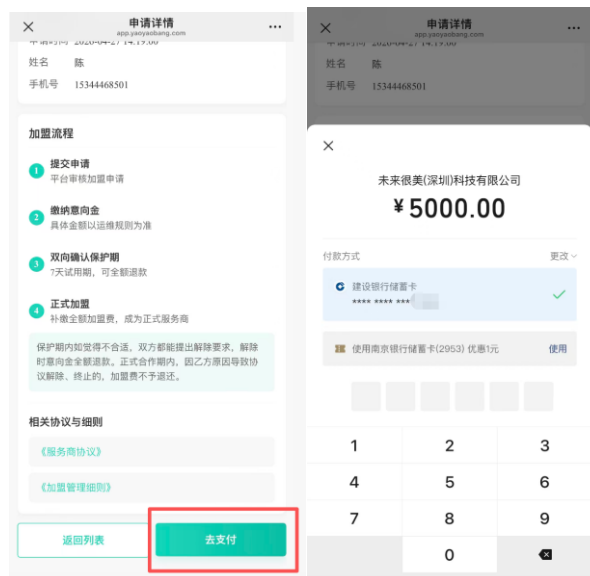 申请详情
app.yaoyaobang.com
申请时间 2026-04-27 14:19:00
姓名 陈
手机号 15344468501
加盟流程
1 提交申请
平台审核加盟申请
2 缴纳意向金
具体金额以运维规则为准
3 双向确认保护期
7天试用期，可全额退款
4 正式加盟
补缴全额加盟费，成为正式服务商
保护期内如觉得不合适，双方都能提出解除要求，解除
时意向金全额退款。正式合作期内，因乙方原因导致协
议解除、终止的，加盟费不予退还。
相关协议与细则
《服务商协议》
《加盟管理细则》
返回列表
去支付
申请详情
app.yaoyaobang.com
姓名 陈
手机号 15344468501
未来很美(深圳)科技有限公司
¥5000.00
付款方式 更改
建设银行储蓄卡
**** **** ***
使用南京银行储蓄卡(2953) 优惠1元 使用
1 2 3
4 5 6
7 8 9
0